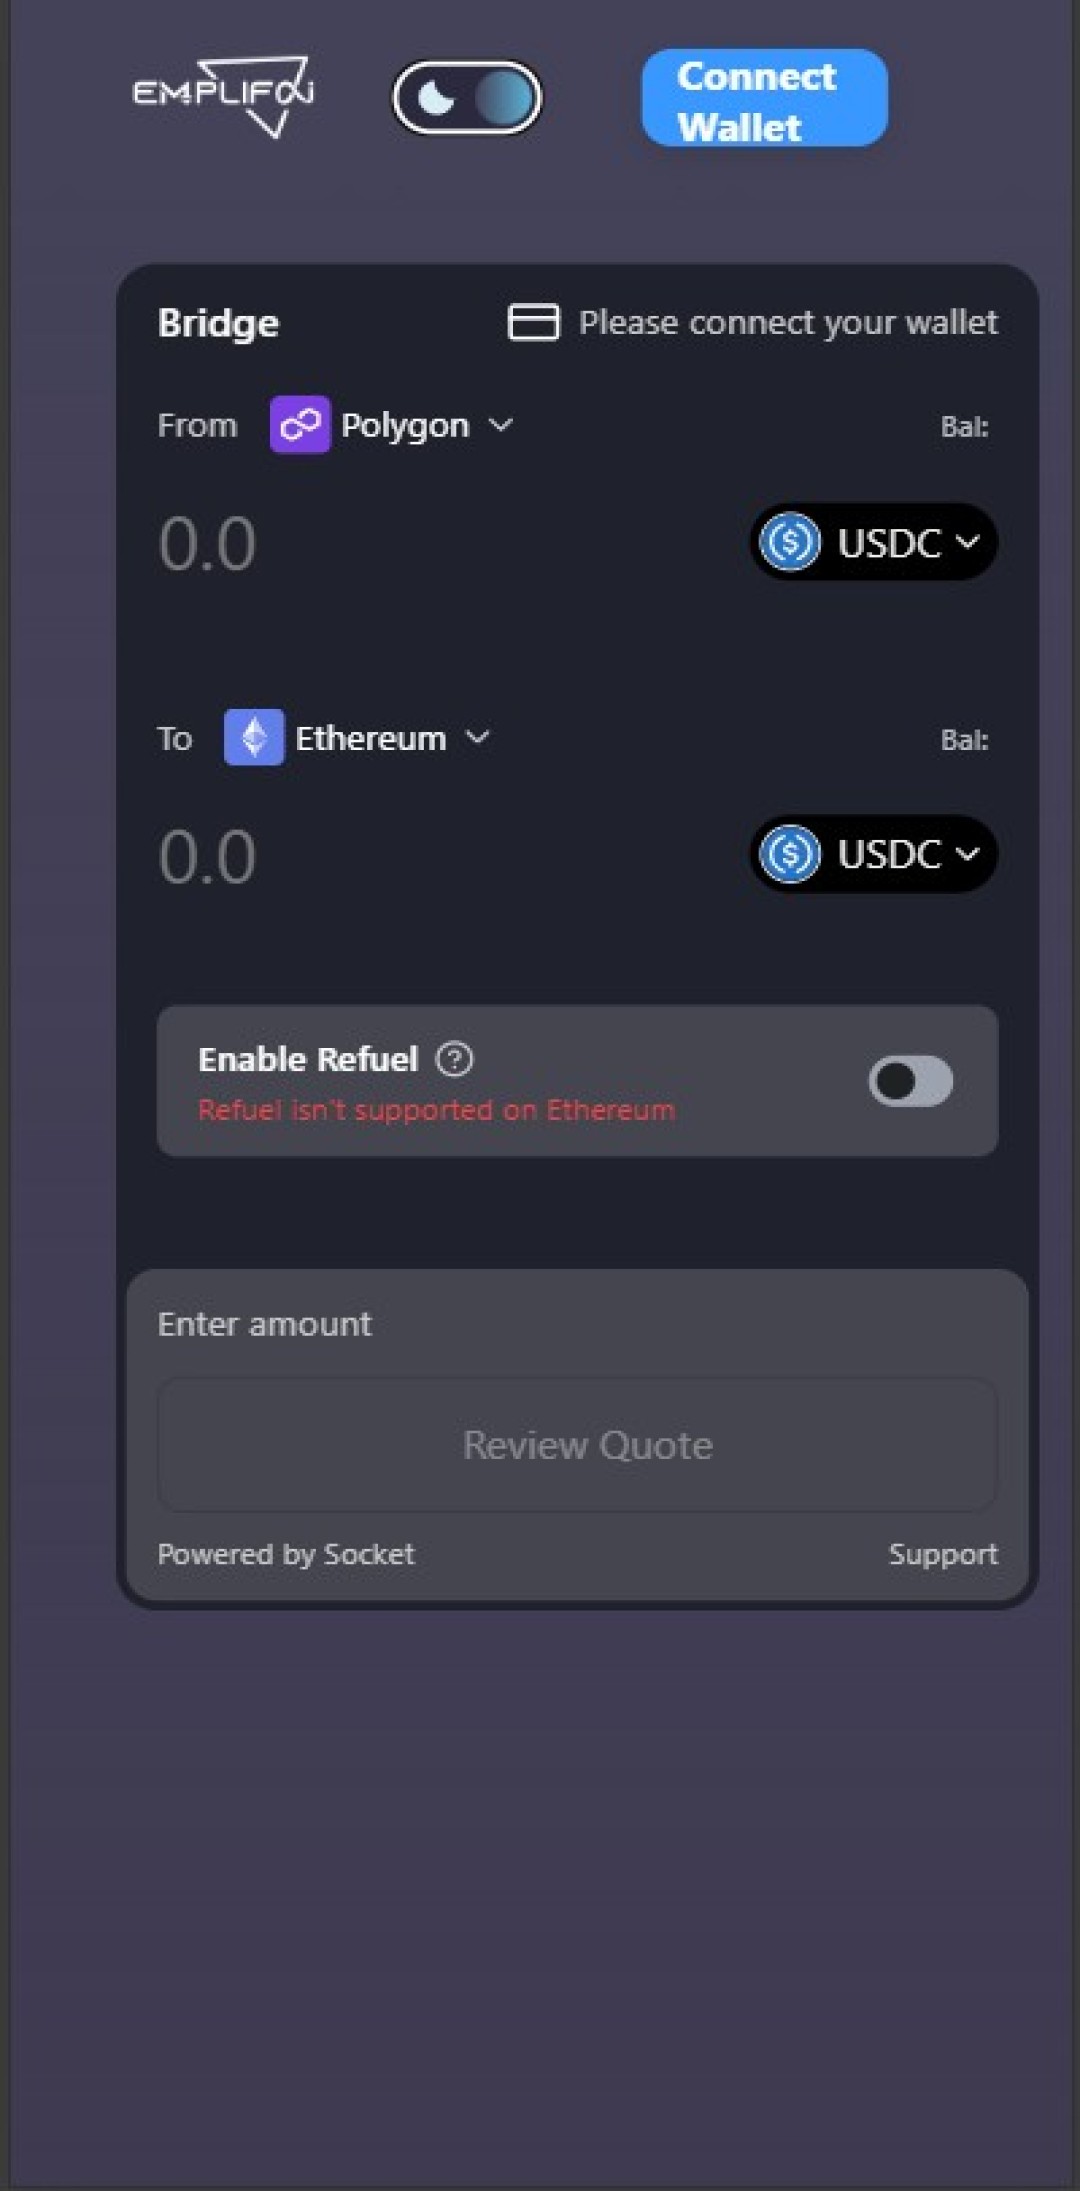 EMPLIFAI
Connect
Wallet
Bridge
Please connect your wallet
From Polygon
Bal:
0.0
USDC
To Ethereum
Bal:
0.0
USDC
Enable Refuel ?
Refuel isn't supported on Ethereum
Enter amount
Review Quote
Powered by Socket
Support